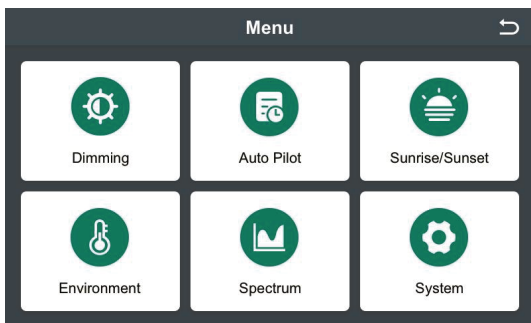 Menu
Dimming
Auto Pilot
Sunrise/Sunset
Environment
Spectrum
System